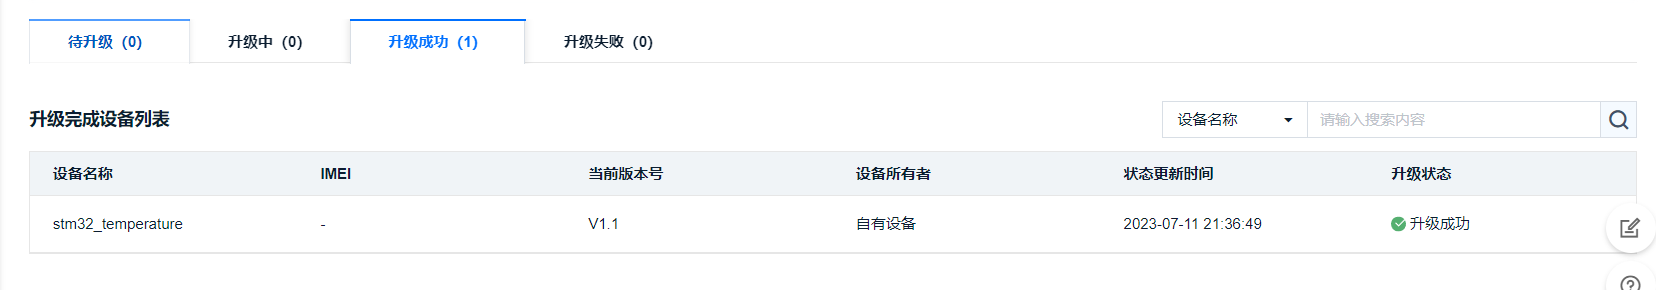 待升级（0） 升级中（0） 升级成功（1） 升级失败（0）
升级完成设备列表 设备名称 请输入搜索内容
设备名称 IMEI 当前版本号 设备所有者 状态更新时间 升级状态
stm32_temperature - V1.1 自有设备 2023-07-11 21:36:49 升级成功